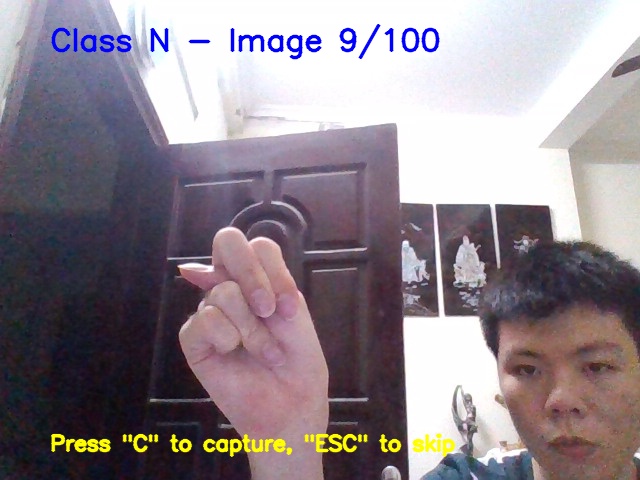 Class N - Image 9/100
Press "C" to capture, "ESC" to skip